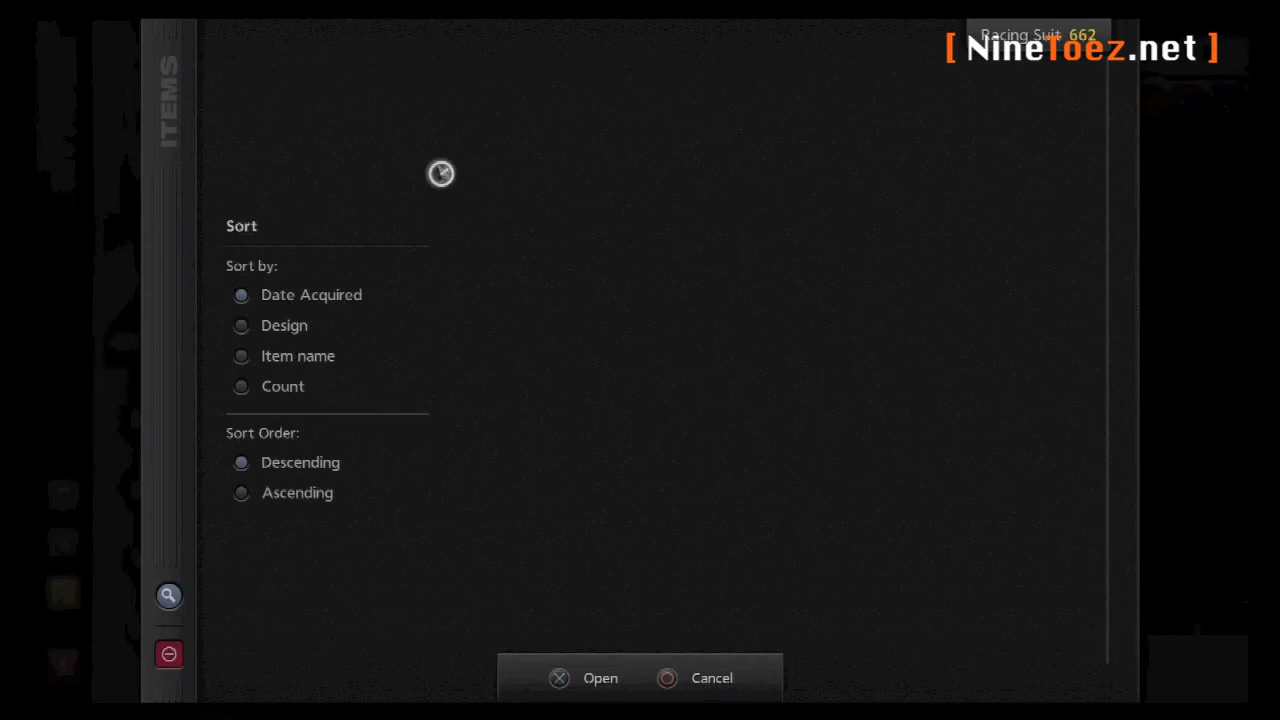 Racing Suit 662
[ NineToez.net ]
ITEMS
Sort
Sort by:
Date Acquired
Design
Item name
Count
Sort Order:
Descending
Ascending
Open
Cancel